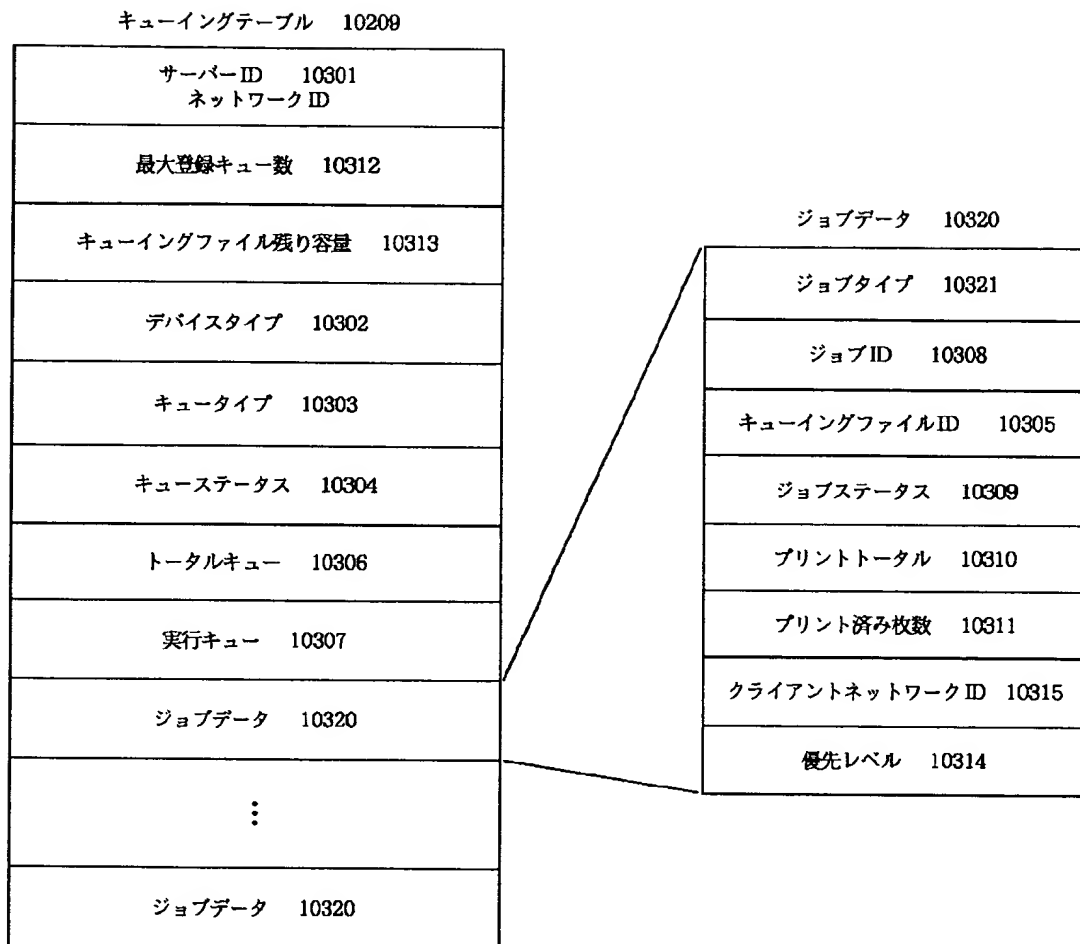 キューイングテーブル 10209
サーバーID 10301
ネットワークID
最大登録キュー数 10312
キューイングファイル残り容量 10313
デバイスタイプ 10302
キュータイプ 10303
キューステータス 10304
トータルキュー 10306
実行キュー 10307
ジョブデータ 10320
⋮
ジョブデータ 10320
ジョブデータ 10320
ジョブタイプ 10321
ジョブID 10308
キューイングファイルID 10305
ジョブステータス 10309
プリントトータル 10310
プリント済み枚数 10311
クライアントネットワークID 10315
優先レベル 10314